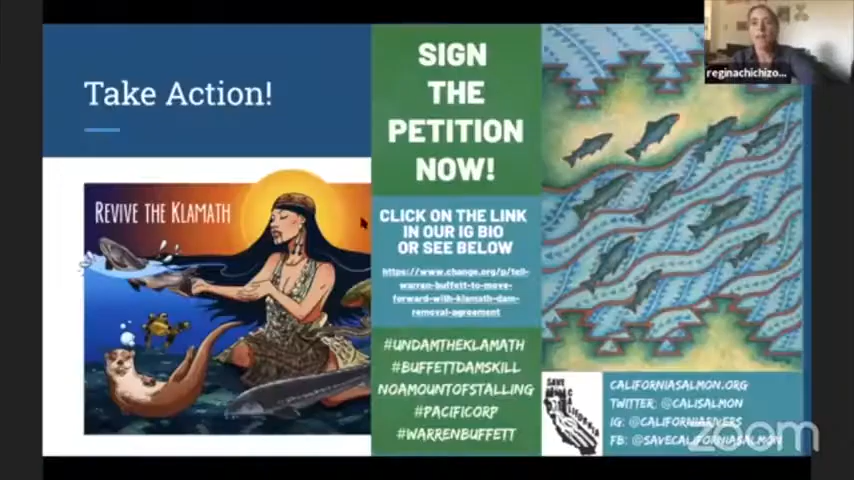 Take Action!
REVIVE THE KLAMATH
SIGN
THE
PETITION
NOW!
CLICK ON THE LINK
IN OUR IG BIO
OR SEE BELOW
https://www.change.org/p/tell-
warren-buffett-to-move-
forward-with-klamath-dam-
removal-agreement
#UNDAMTHEKLAMATH
#BUFFETTDAMSKILL
NOAMOUNTOFSTALLING
#PACIFICORP
#WARRENBUFFETT
reginachichizo...
SAVE
CALIFORNIA
CALIFORNIASALMON.ORG
TWITTER: @CALISALMON
IG: @CALIFORNIARIVERS
FB: @SAVECALIFORNIASALMON
zoom